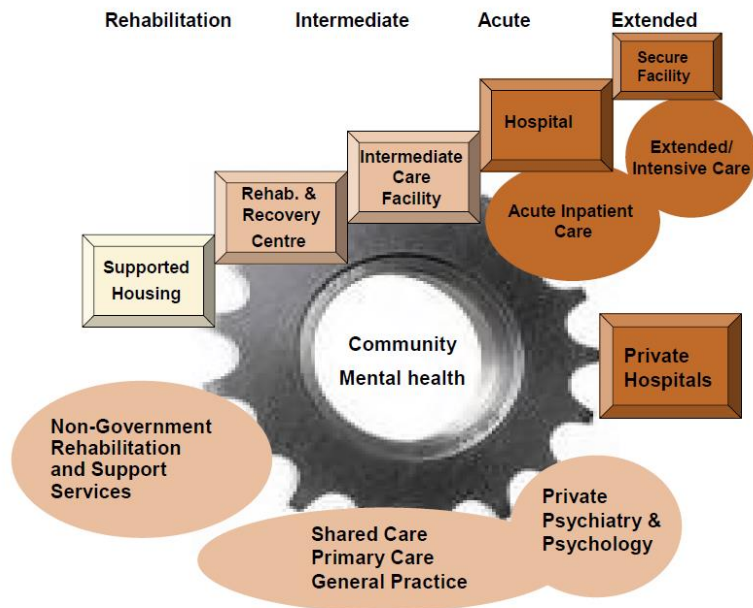 Rehabilitation Intermediate Acute Extended
Secure
Facility
Hospital
Extended/
Intensive Care
Intermediate
Care
Facility
Rehab. &
Recovery
Centre
Acute Inpatient
Care
Supported
Housing
Community
Mental health
Private
Hospitals
Non-Government
Rehabilitation
and Support
Services
Private
Psychiatry &
Psychology
Shared Care
Primary Care
General Practice